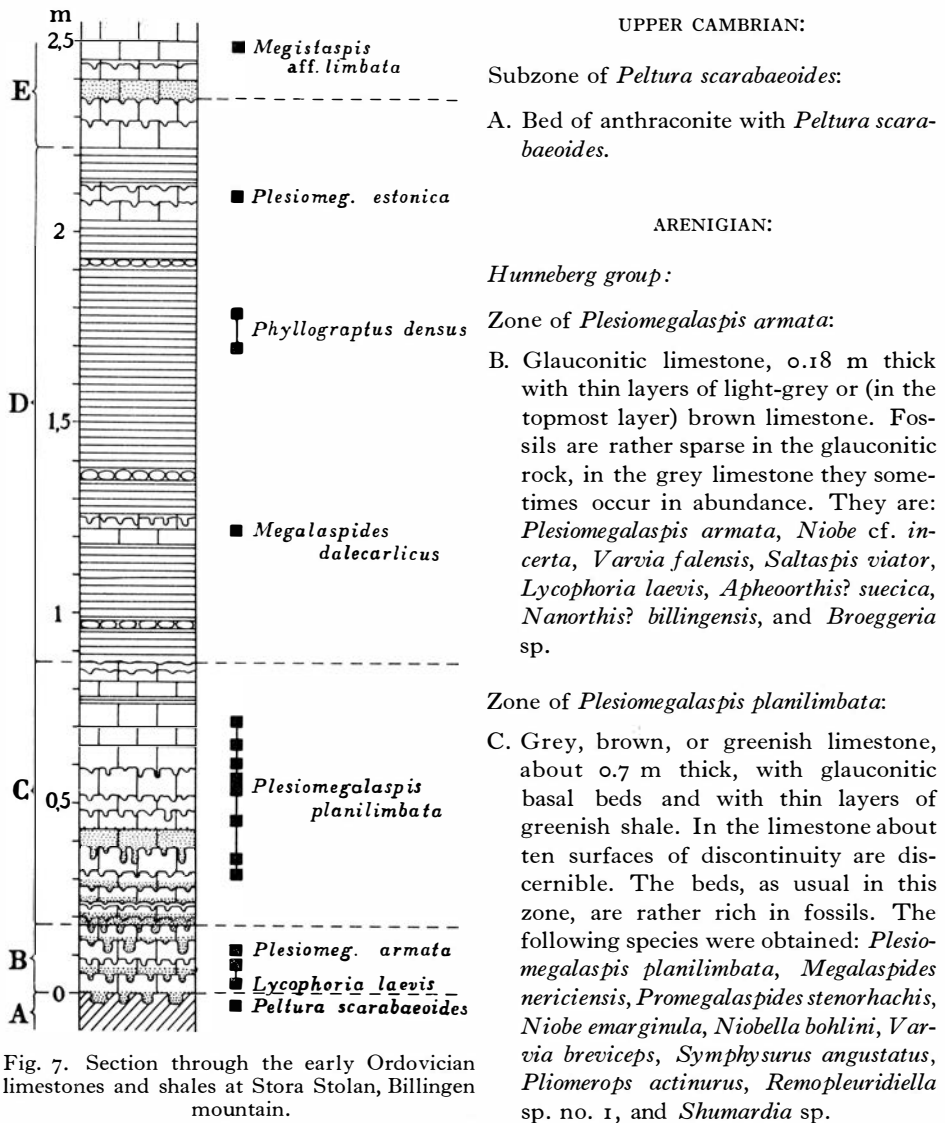 m
2,5
Megistaspis
aff. limbata
E
Plesiomeg. estonica
2
Phyllograptus densus
D
1,5
Megalaspides
dalecarlicus
1
C
Plesiomegalaspis
planilimbata
0,5
B
Plesiomeg. armata
Lycophoria laevis
0
A
Peltura scarabaeoides
Fig. 7. Section through the early Ordovician
limestones and shales at Stora Stolan, Billingen
mountain.
UPPER CAMBRIAN:
Subzone of Peltura scarabaeoides:
A. Bed of anthraconite with Peltura scara-
baeoides.
ARENIGIAN:
Hunneberg group:
Zone of Plesiomegalaspis armata:
B. Glauconitic limestone, 0.18 m thick
with thin layers of light-grey or (in the
topmost layer) brown limestone. Fos-
sils are rather sparse in the glauconitic
rock, in the grey limestone they some-
times occur in abundance. They are:
Plesiomegalaspis armata, Niobe cf. in-
certa, Varvia falensis, Saltaspis viator,
Lycophoria laevis, Apheoorthis? suecica,
Nanorthis? billingensis, and Broeggeria
sp.
Zone of Plesiomegalaspis planilimbata:
C. Grey, brown, or greenish limestone,
about 0.7 m thick, with glauconitic
basal beds and with thin layers of
greenish shale. In the limestone about
ten surfaces of discontinuity are dis-
cernible. The beds, as usual in this
zone, are rather rich in fossils. The
following species were obtained: Plesio-
megalaspis planilimbata, Megalaspides
nericiensis, Promegalaspides stenorhachis,
Niobe emarginula, Niobella bohlini, Var-
via breviceps, Symphysurus angustatus,
Pliomerops actinurus, Remopleuridiella
sp. no. 1, and Shumardia sp.